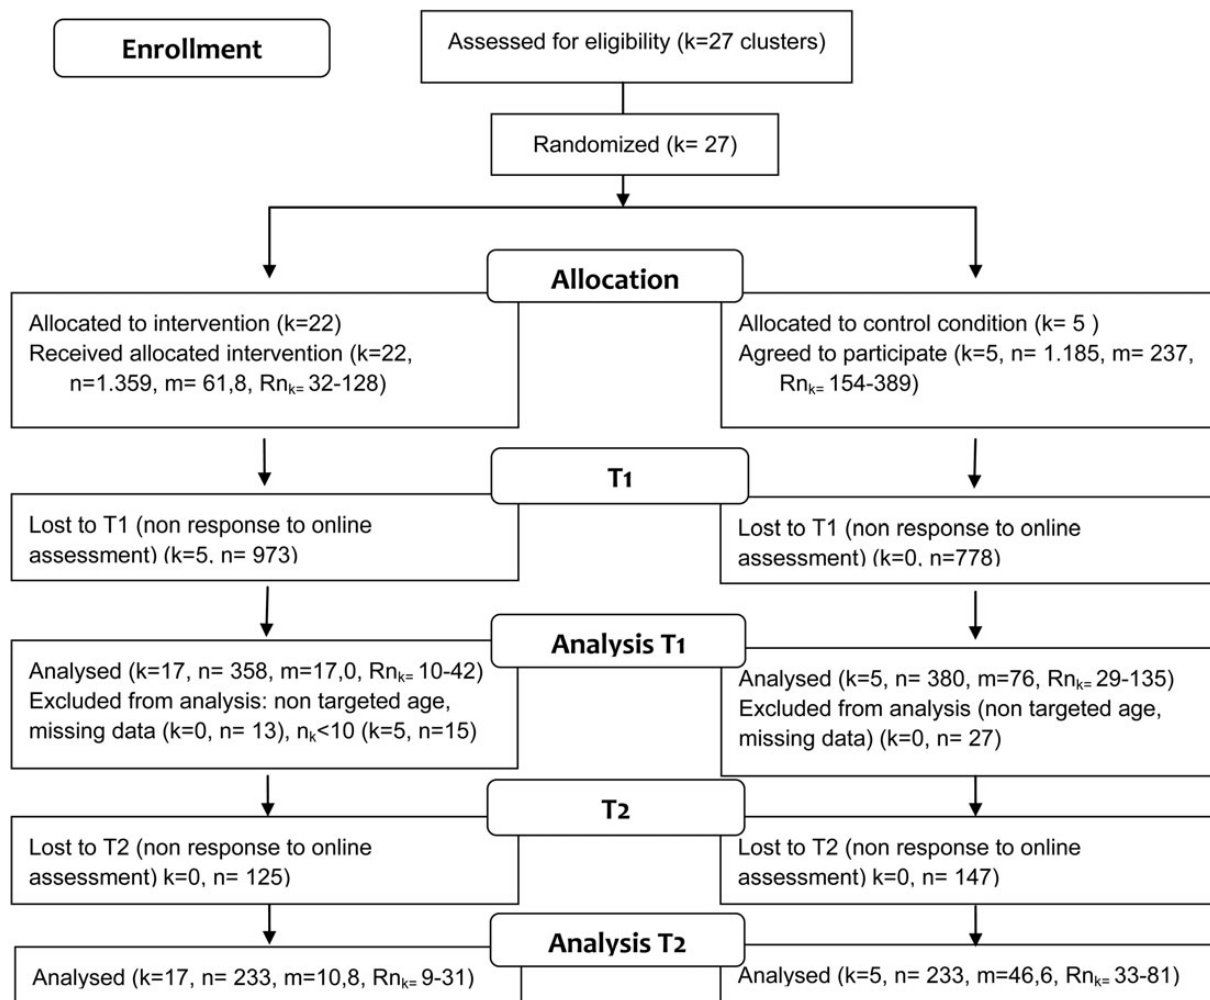 Enrollment
Assessed for eligibility (k=27 clusters)
Randomized (k= 27)
Allocation
Allocated to intervention (k=22)
Received allocated intervention (k=22,
n=1.359, m= 61,8, Rnk= 32-128)
Allocated to control condition (k= 5 )
Agreed to participate (k=5, n= 1.185, m= 237,
Rnk= 154-389)
T1
Lost to T1 (non response to online
assessment) (k=5, n= 973)
Lost to T1 (non response to online
assessment) (k=0, n=778)
Analysis T1
Analysed (k=17, n= 358, m=17,0, Rnk= 10-42)
Excluded from analysis: non targeted age,
missing data (k=0, n= 13), nk<10 (k=5, n=15)
Analysed (k=5, n= 380, m=76, Rnk= 29-135)
Excluded from analysis (non targeted age,
missing data) (k=0, n= 27)
T2
Lost to T2 (non response to online
assessment) k=0, n= 125)
Lost to T2 (non response to online
assessment) k=0, n= 147)
Analysis T2
Analysed (k=17, n= 233, m=10,8, Rnk= 9-31)
Analysed (k=5, n= 233, m=46,6, Rnk= 33-81)